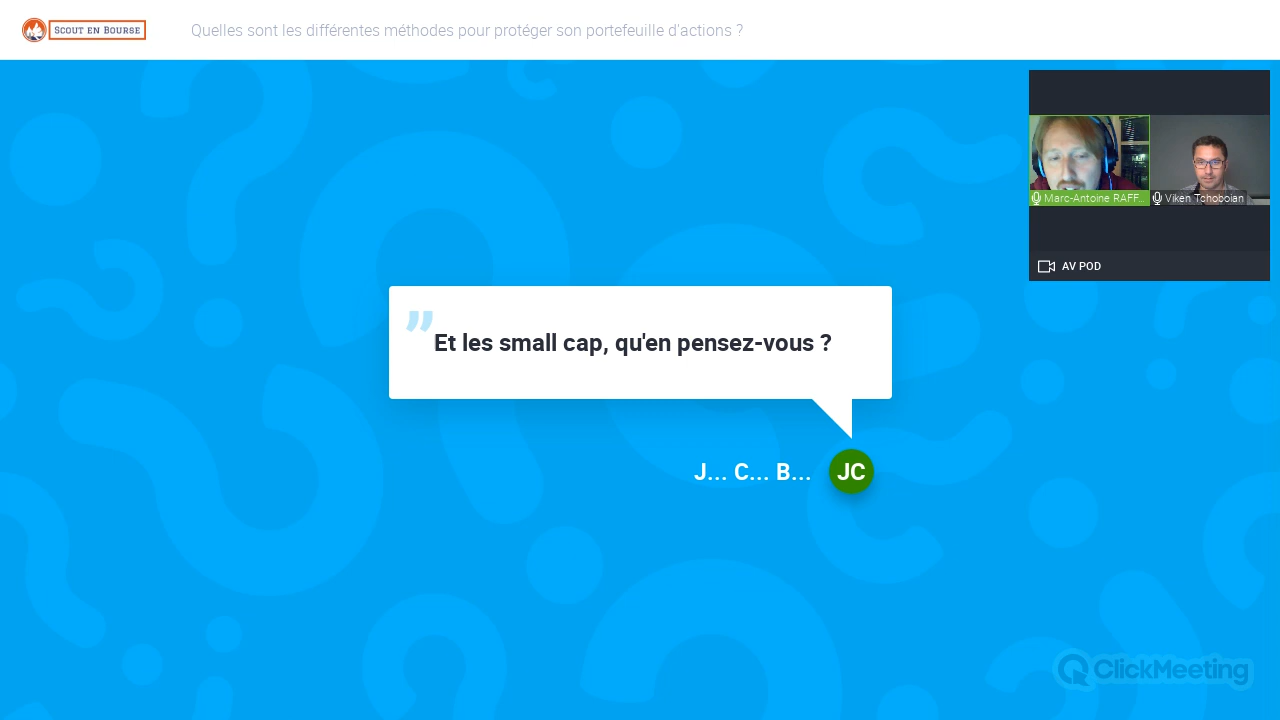 SCOUT EN BOURSE
Quelles sont les différentes méthodes pour protéger son portefeuille d'actions ?
Marc-Antoine RAFF...
Viken Tchoboian
AV POD
Et les small cap, qu'en pensez-vous ?
J... C... B...
JC
ClickMeeting